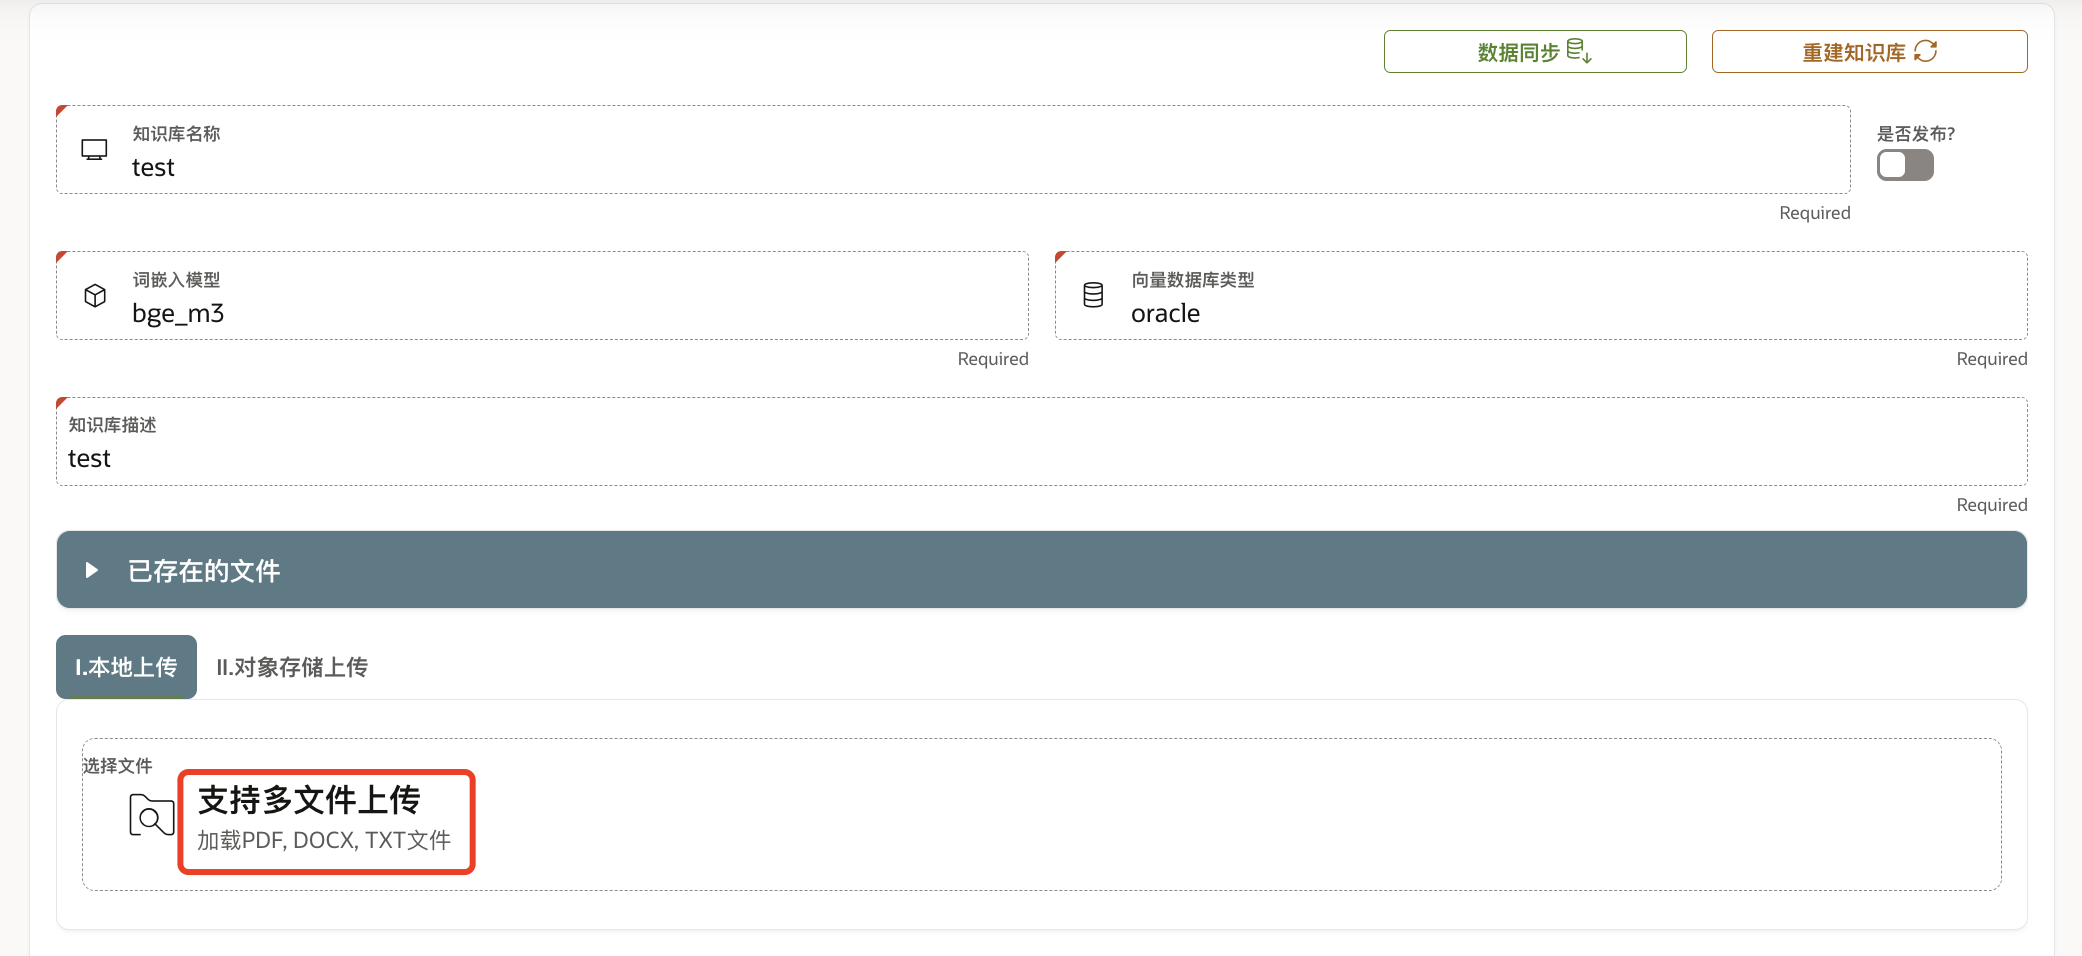 数据同步
重建知识库
知识库名称
test
是否发布?
Required
词嵌入模型
bge_m3
Required
向量数据库类型
oracle
Required
知识库描述
test
Required
已存在的文件
I.本地上传
II.对象存储上传
选择文件
支持多文件上传
加载PDF, DOCX, TXT文件